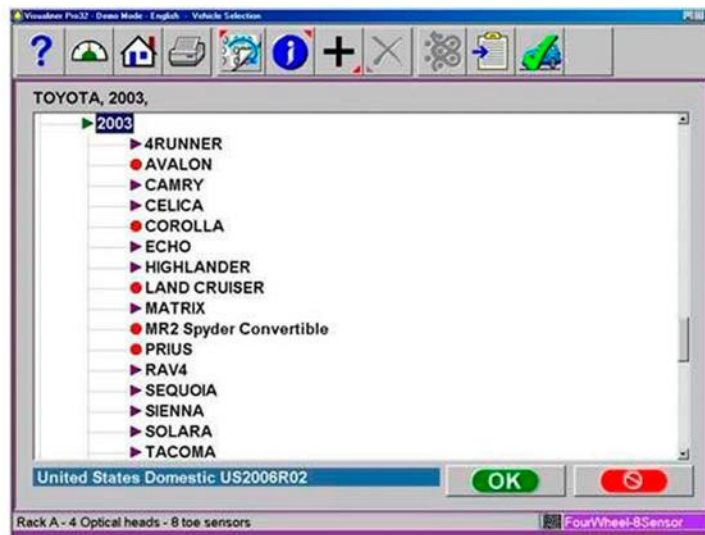 Visualiner Pro32 - Demo Mode - English - Vehicle Selection
TOYOTA, 2003,
2003
4RUNNER
AVALON
CAMRY
CELICA
COROLLA
ECHO
HIGHLANDER
LAND CRUISER
MATRIX
MR2 Spyder Convertible
PRIUS
RAV4
SEQUOIA
SIENNA
SOLARA
TACOMA
United States Domestic US2006R02
OK
Rack A - 4 Optical heads - 8 toe sensors
FourWheel-8Sensor